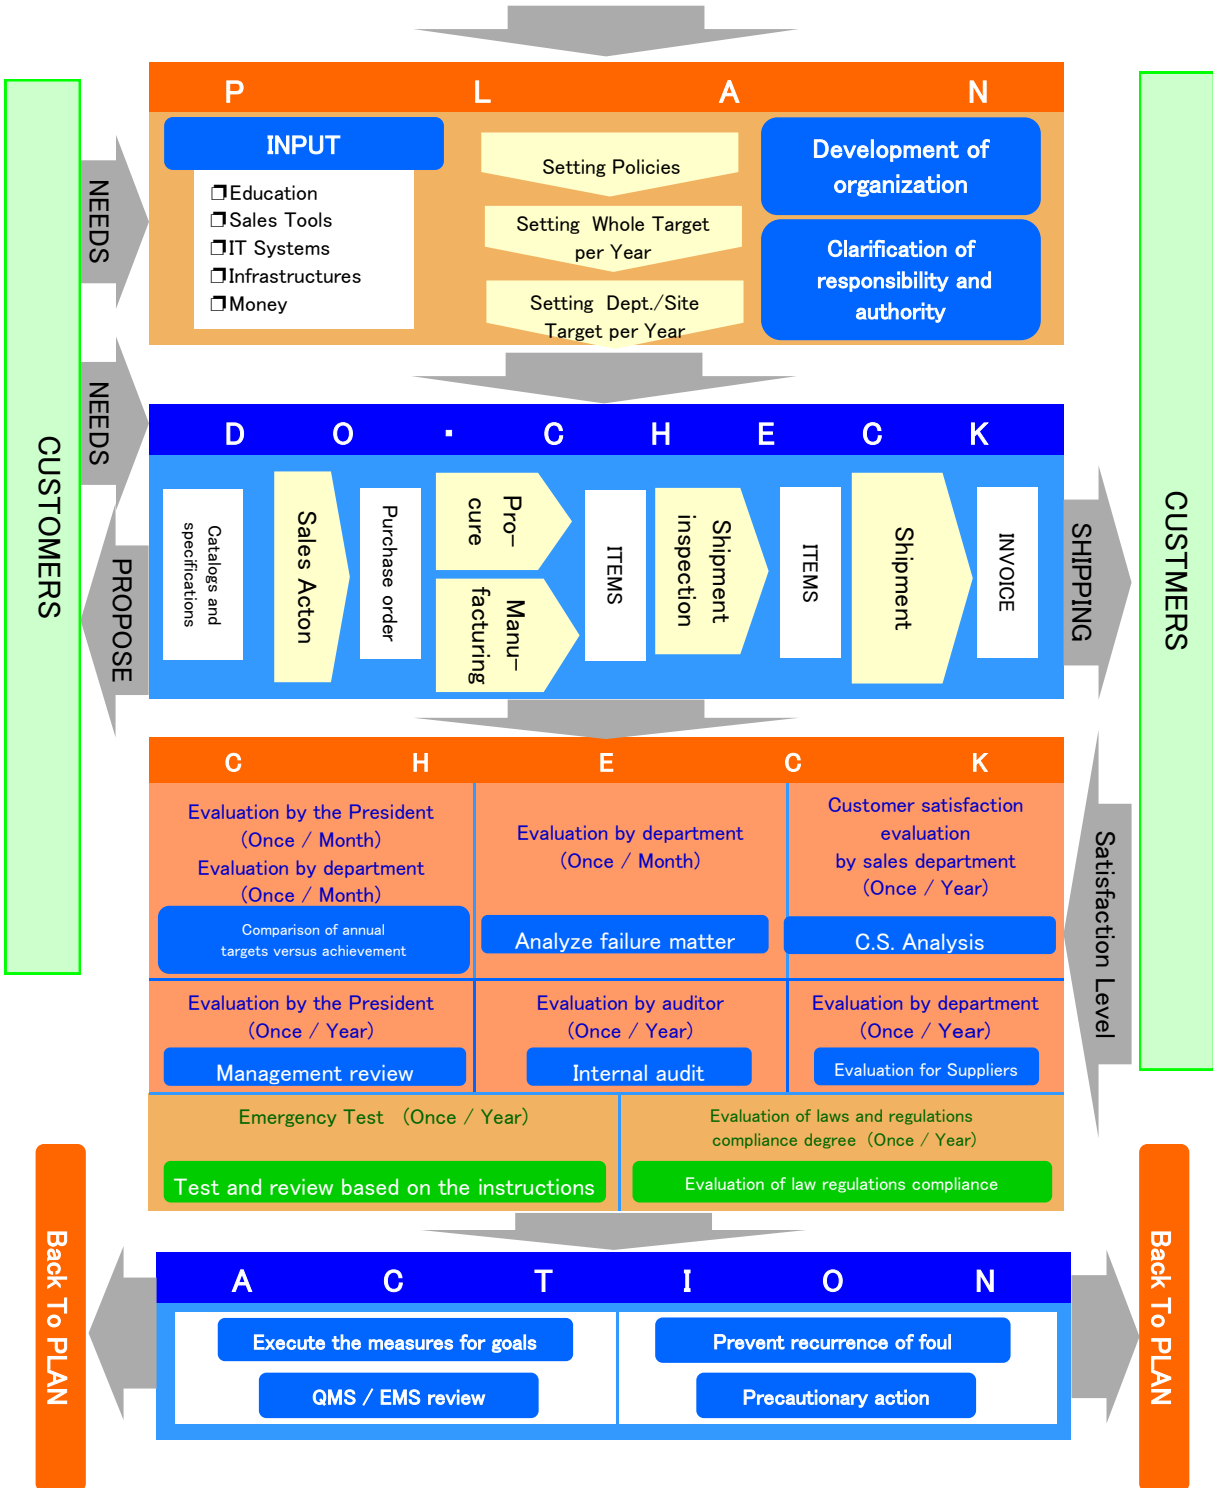 P L A N
INPUT
❒Education
❒Sales Tools
❒IT Systems
❒Infrastructures
❒Money
Setting Policies
Setting Whole Target
per Year
Setting Dept./Site
Target per Year
Development of
organization
Clarification of
responsibility and
authority
NEEDS
NEEDS
CUSTOMERS
PROPOSE
D O ・ C H E C K
Catalogs and
specifications
Sales Acton
Purchase order
Pro-
cure
Manu-
facturing
ITEMS
Shipment
inspection
ITEMS
Shipment
INVOICE
SHIPPING
CUSTMERS
C H E C K
Evaluation by the President
(Once / Month)
Evaluation by department
(Once / Month)
Comparison of annual
targets versus achievement
Evaluation by department
(Once / Month)
Analyze failure matter
Customer satisfaction
evaluation
by sales department
(Once / Year)
C.S. Analysis
Satisfaction Level
Evaluation by the President
(Once / Year)
Management review
Evaluation by auditor
(Once / Year)
Internal audit
Evaluation by department
(Once / Year)
Evaluation for Suppliers
Emergency Test (Once / Year)
Test and review based on the instructions
Evaluation of laws and regulations
compliance degree (Once / Year)
Evaluation of law regulations compliance
A C T I O N
Execute the measures for goals
QMS / EMS review
Prevent recurrence of foul
Precautionary action
Back To PLAN
Back To PLAN